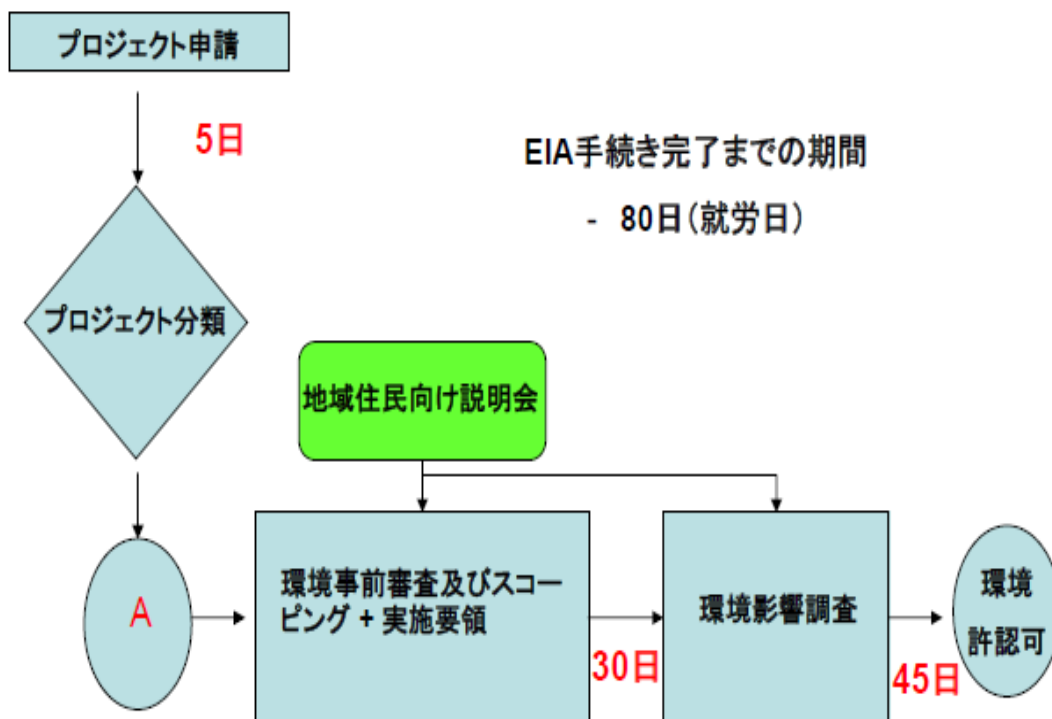 プロジェクト申請
5日
EIA手続き完了までの期間
- 80日(就労日)
プロジェクト分類
地域住民向け説明会
A
環境事前審査及びスコー
ピング + 実施要領
30日
環境影響調査
45日
環境
許認可